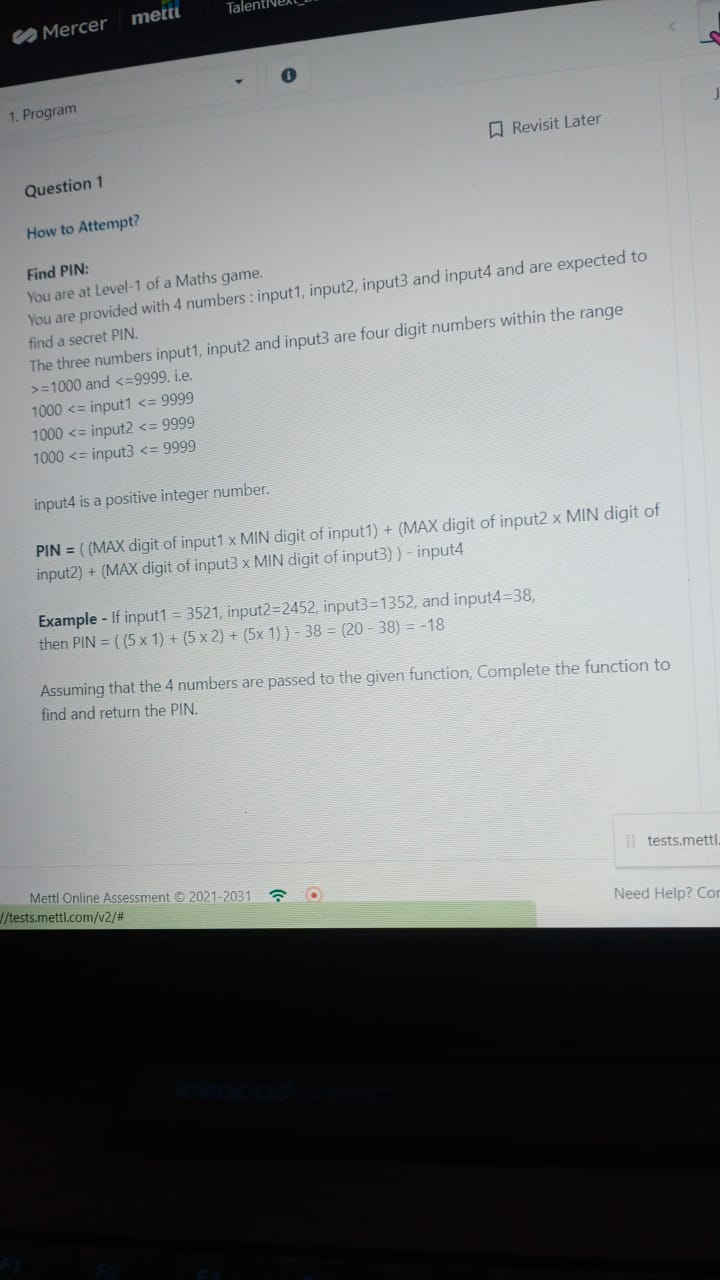 Mercer mettl
TalentNext
1. Program
Revisit Later
Question 1
How to Attempt?
Find PIN:
You are at Level-1 of a Maths game.
You are provided with 4 numbers : input1, input2, input3 and input4 and are expected to
find a secret PIN.
The three numbers input1, input2 and input3 are four digit numbers within the range
>=1000 and <=9999. i.e.
1000 <= input1 <= 9999
1000 <= input2 <= 9999
1000 <= input3 <= 9999
input4 is a positive integer number.
PIN = ( (MAX digit of input1 x MIN digit of input1) + (MAX digit of input2 x MIN digit of
input2) + (MAX digit of input3 x MIN digit of input3) ) - input4
Example - If input1 = 3521, input2=2452, input3=1352, and input4=38,
then PIN = ( (5 x 1) + (5 x 2) + (5x 1) ) - 38 = (20 - 38) = -18
Assuming that the 4 numbers are passed to the given function, Complete the function to
find and return the PIN.
tests.mettl.
Mettl Online Assessment © 2021-2031
Need Help? Cor
//tests.mettl.com/v2/#
ideapad GAMING
F1 F2 F3